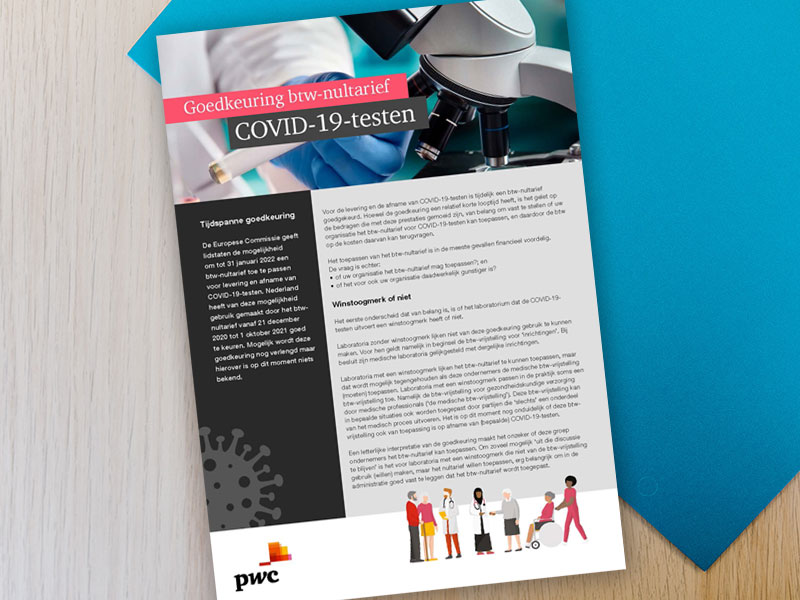 Goedkeuring btw-nultarief
COVID-19-testen
Tijdspanne goedkeuring
De Europese Commissie geeft
lidstaten de mogelijkheid
om tot 31 januari 2022 een
btw-nultarief toe te passen
voor levering en afname van
COVID-19-testen. Nederland
heeft van deze mogelijkheid
gebruik gemaakt door het btw-
nultarief vanaf 21 december
2020 tot 1 oktober 2021 goed
te keuren. Mogelijk wordt deze
goedkeuring nog verlengd maar
hierover is op dit moment niets
bekend.
Voor de levering en de afname van COVID-19-testen is tijdelijk een btw-nultarief
goedgekeurd. Hoewel de goedkeuring een relatief korte looptijd heeft, is het gelet op
de bedragen die met deze prestaties gemoeid zijn, van belang om vast te stellen of uw
organisatie het btw-nultarief voor COVID-19-testen kan toepassen, en daardoor de btw
op de kosten daarvan kan terugvragen.
Het toepassen van het btw-nultarief is in de meeste gevallen financieel voordelig.
De vraag is echter:
• of uw organisatie het btw-nultarief mag toepassen?; en
• of het voor ook uw organisatie daadwerkelijk gunstiger is?
Winstoogmerk of niet
Het eerste onderscheid dat van belang is, is of het laboratorium dat de COVID-19-
testen uitvoert een winstoogmerk heeft of niet.
Laboratoria zonder winstoogmerk lijken niet van deze goedkeuring gebruik te kunnen
maken. Voor hen geldt namelijk in beginsel de btw-vrijstelling voor 'inrichtingen'. Bij
besluit zijn medische laboratoria gelijkgesteld met dergelijke inrichtingen.
Laboratoria met een winstoogmerk lijken het btw-nultarief te kunnen toepassen, maar
dat wordt mogelijk tegengehouden als deze ondernemers de medische btw-vrijstelling
(moeten) toepassen. Laboratoria met een winstoogmerk passen in de praktijk soms een
btw-vrijstelling toe. Namelijk de btw-vrijstelling voor gezondheidskundige verzorging
door medische professionals ('de medische btw-vrijstelling'). Deze btw-vrijstelling kan
in bepaalde situaties ook worden toegepast door partijen die 'slechts' een onderdeel
van het medisch proces uitvoeren. Het is op dit moment nog onduidelijk of deze btw-
vrijstelling ook van toepassing is op afname van (bepaalde) COVID-19-testen.
Een letterlijke interpretatie van de goedkeuring maakt het onzeker of deze groep
ondernemers het btw-nultarief kan toepassen. Om zoveel mogelijk 'uit die discussie
te blijven' is het voor laboratoria met een winstoogmerk die niet van de btw-vrijstelling
gebruik (willen) maken, maar het nultarief willen toepassen, erg belangrijk om in de
administratie goed vast te leggen dat het btw-nultarief wordt toegepast.
pwc